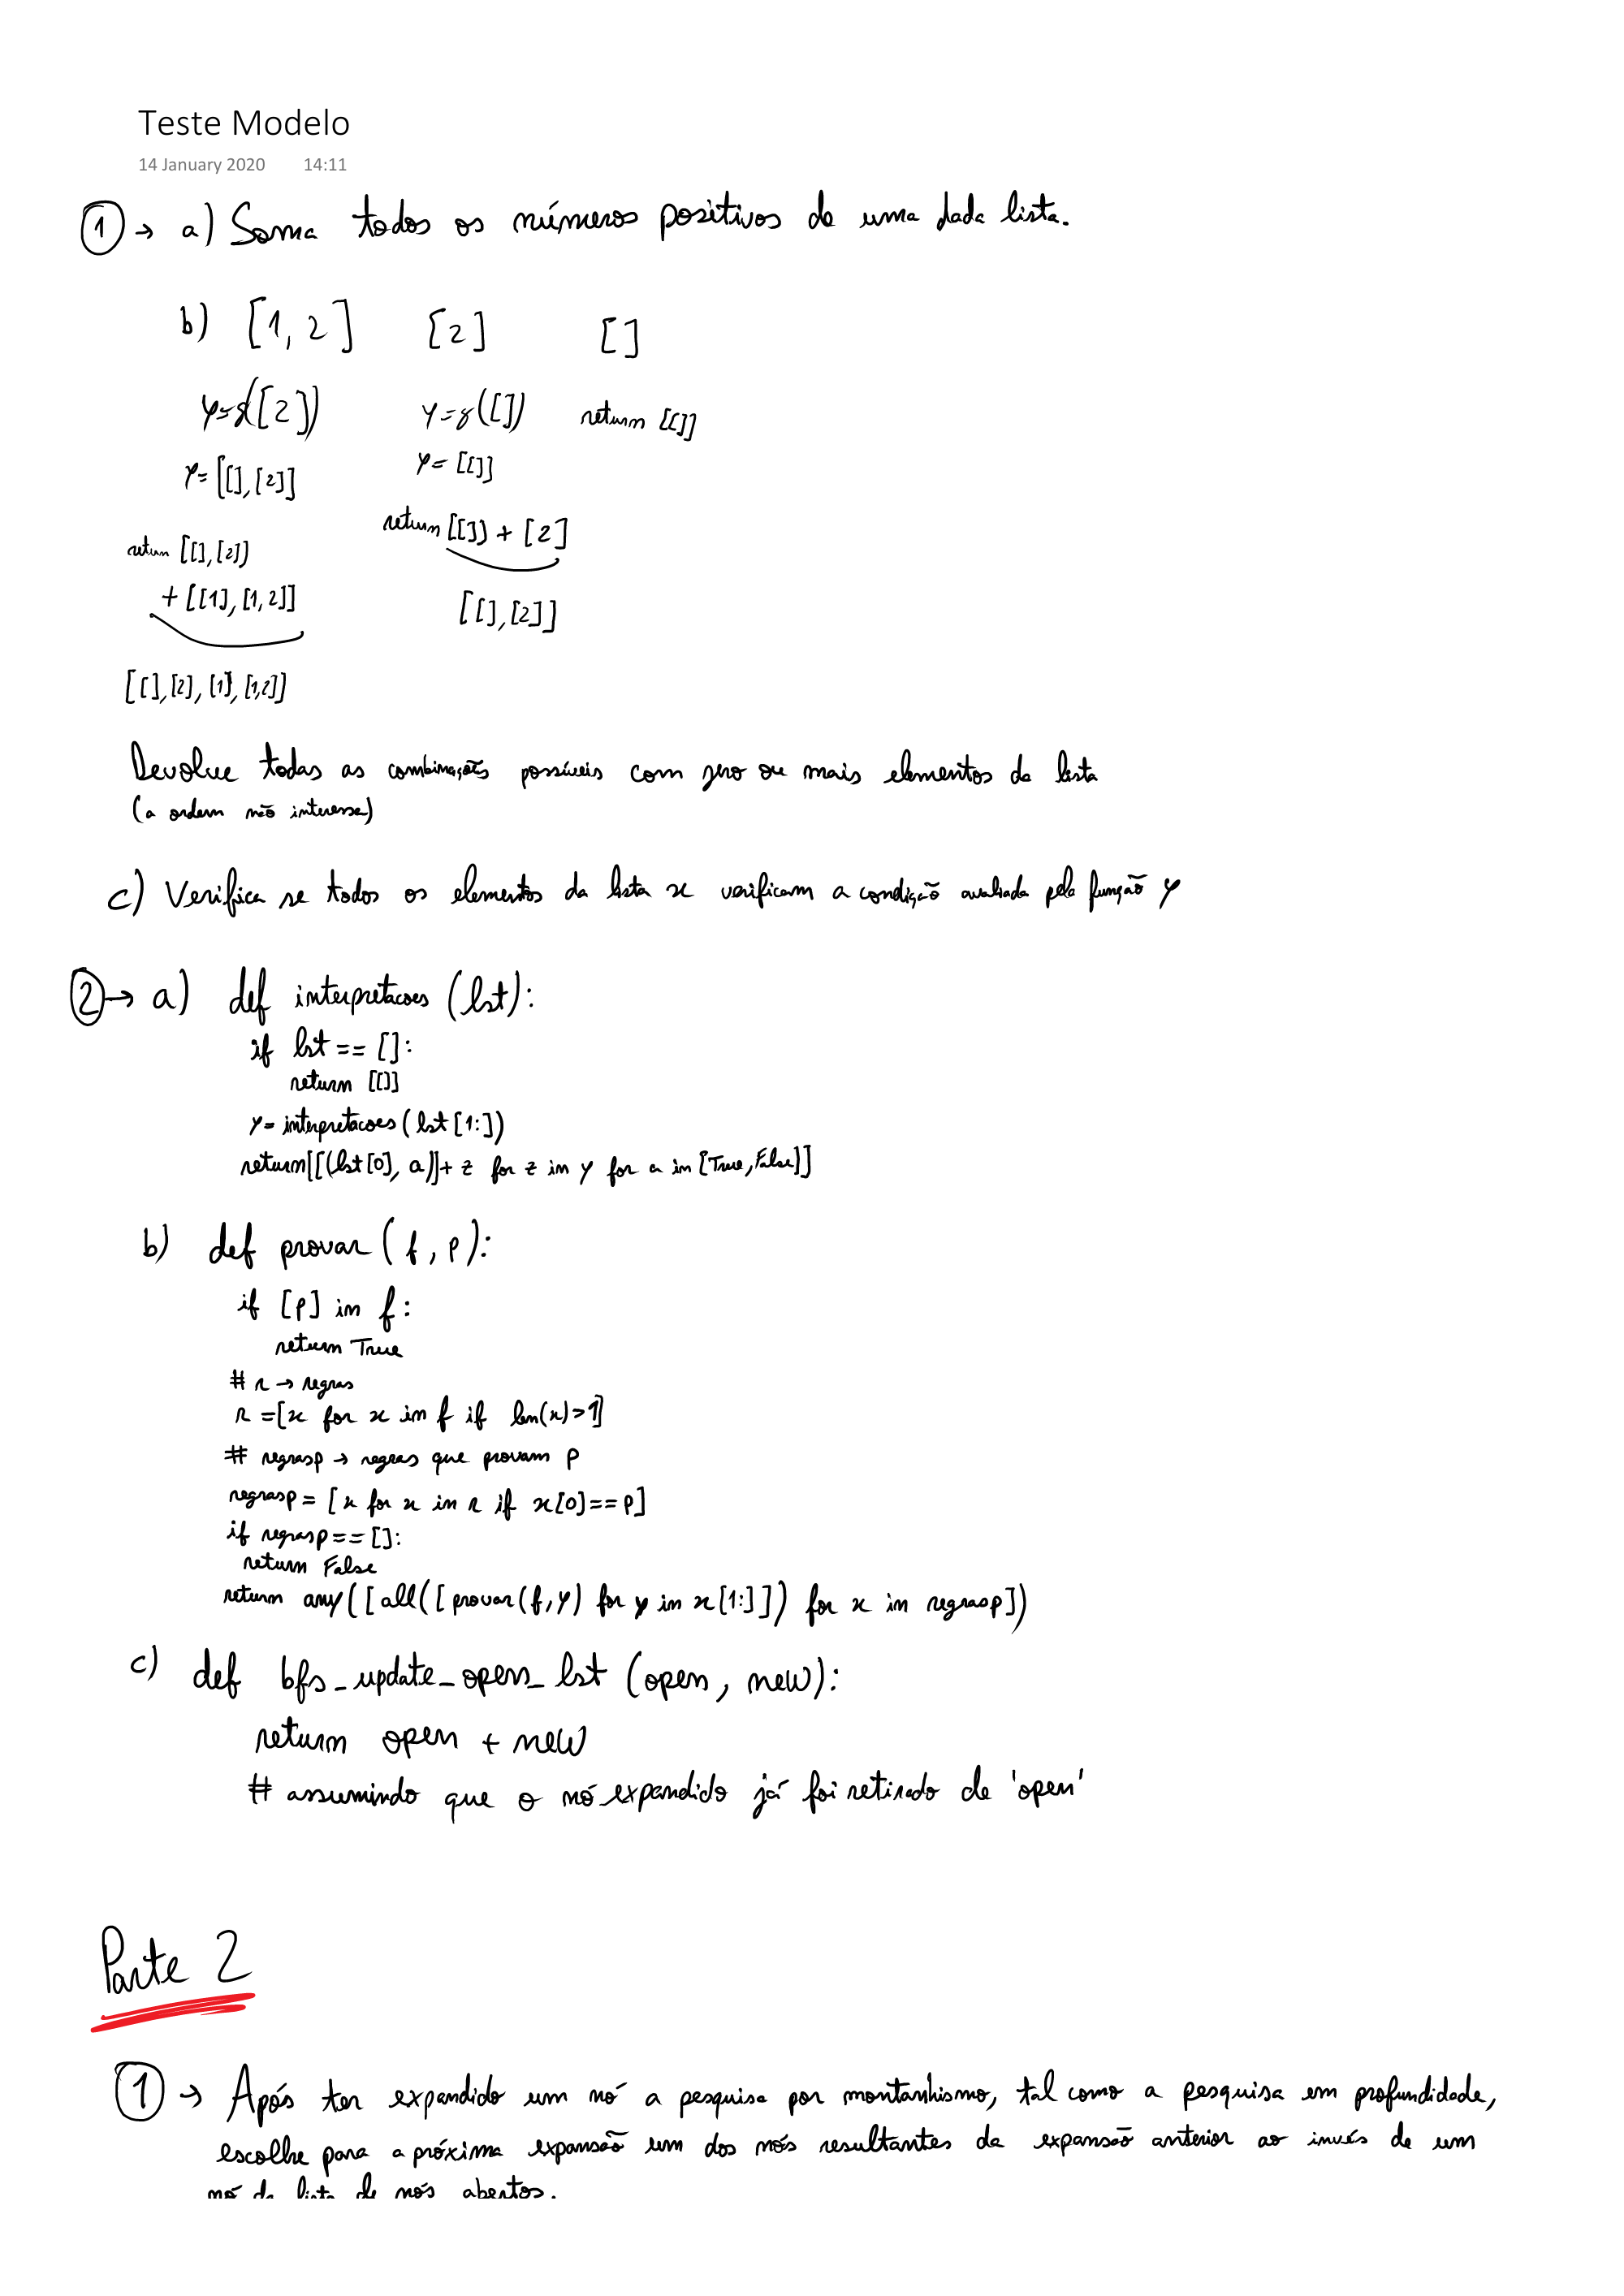 Teste Modelo
14 January 2020 14:11
① → a) Soma todos os números positivos de uma dada lista.
b) [1,2] [2] []
y=g([2]) y=g([]) return [[]]
y=[[],[2]] y=[[]]
return [[]] + [2]
return [[],[2]]
+ [[1],[1,2]]
[[],[2]]
[[],[2],[1],[1,2]]
Devolve todas as combinações possíveis com zero ou mais elementos da lista
(a ordem não interessa)
c) Verifica se todos os elementos da lista x verificam a condição avaliada pela função y
② → a) def interpretacoes (lst):
if lst == []:
return [[]]
y = interpretacoes (lst [1:])
return[[(lst[0], a)]+ z for z in y for a in [True, False]]
b) def provar (f, p):
if [p] in f:
return True
# r → regras
r = [x for x in f if len(x)>1]
# regrasp → regras que provam p
regrasp = [x for x in r if x[0]==p]
if regrasp == []:
return False
return any([all([provar(f,y) for y in x[1:]]) for x in regrasp])
c) def bfs_update_open_lst (open, new):
return open + new
# assumindo que o nó expandido já foi retirado de 'open'
Parte 2
① → Após ter expandido um nó a pesquisa por montanhismo, tal como a pesquisa em profundidade,
escolhe para a próxima expansão um dos nós resultantes da expansão anterior ao invés de um
nó da lista de nós abertos.